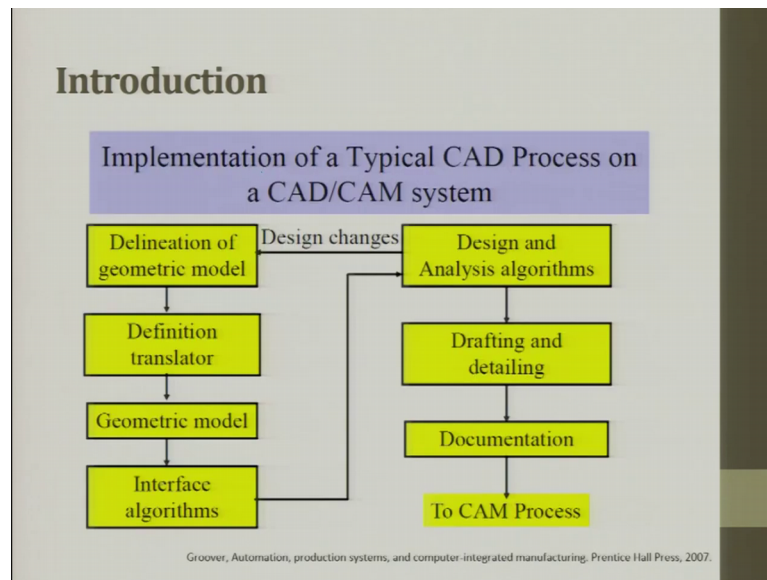 Introduction
Implementation of a Typical CAD Process on
a CAD/CAM system
Delineation of
geometric model
Design changes
Design and
Analysis algorithms
Definition
translator
Drafting and
detailing
Geometric model
Documentation
Interface
algorithms
To CAM Process
Groover, Automation, production systems, and computer-integrated manufacturing. Prentice Hall Press, 2007.